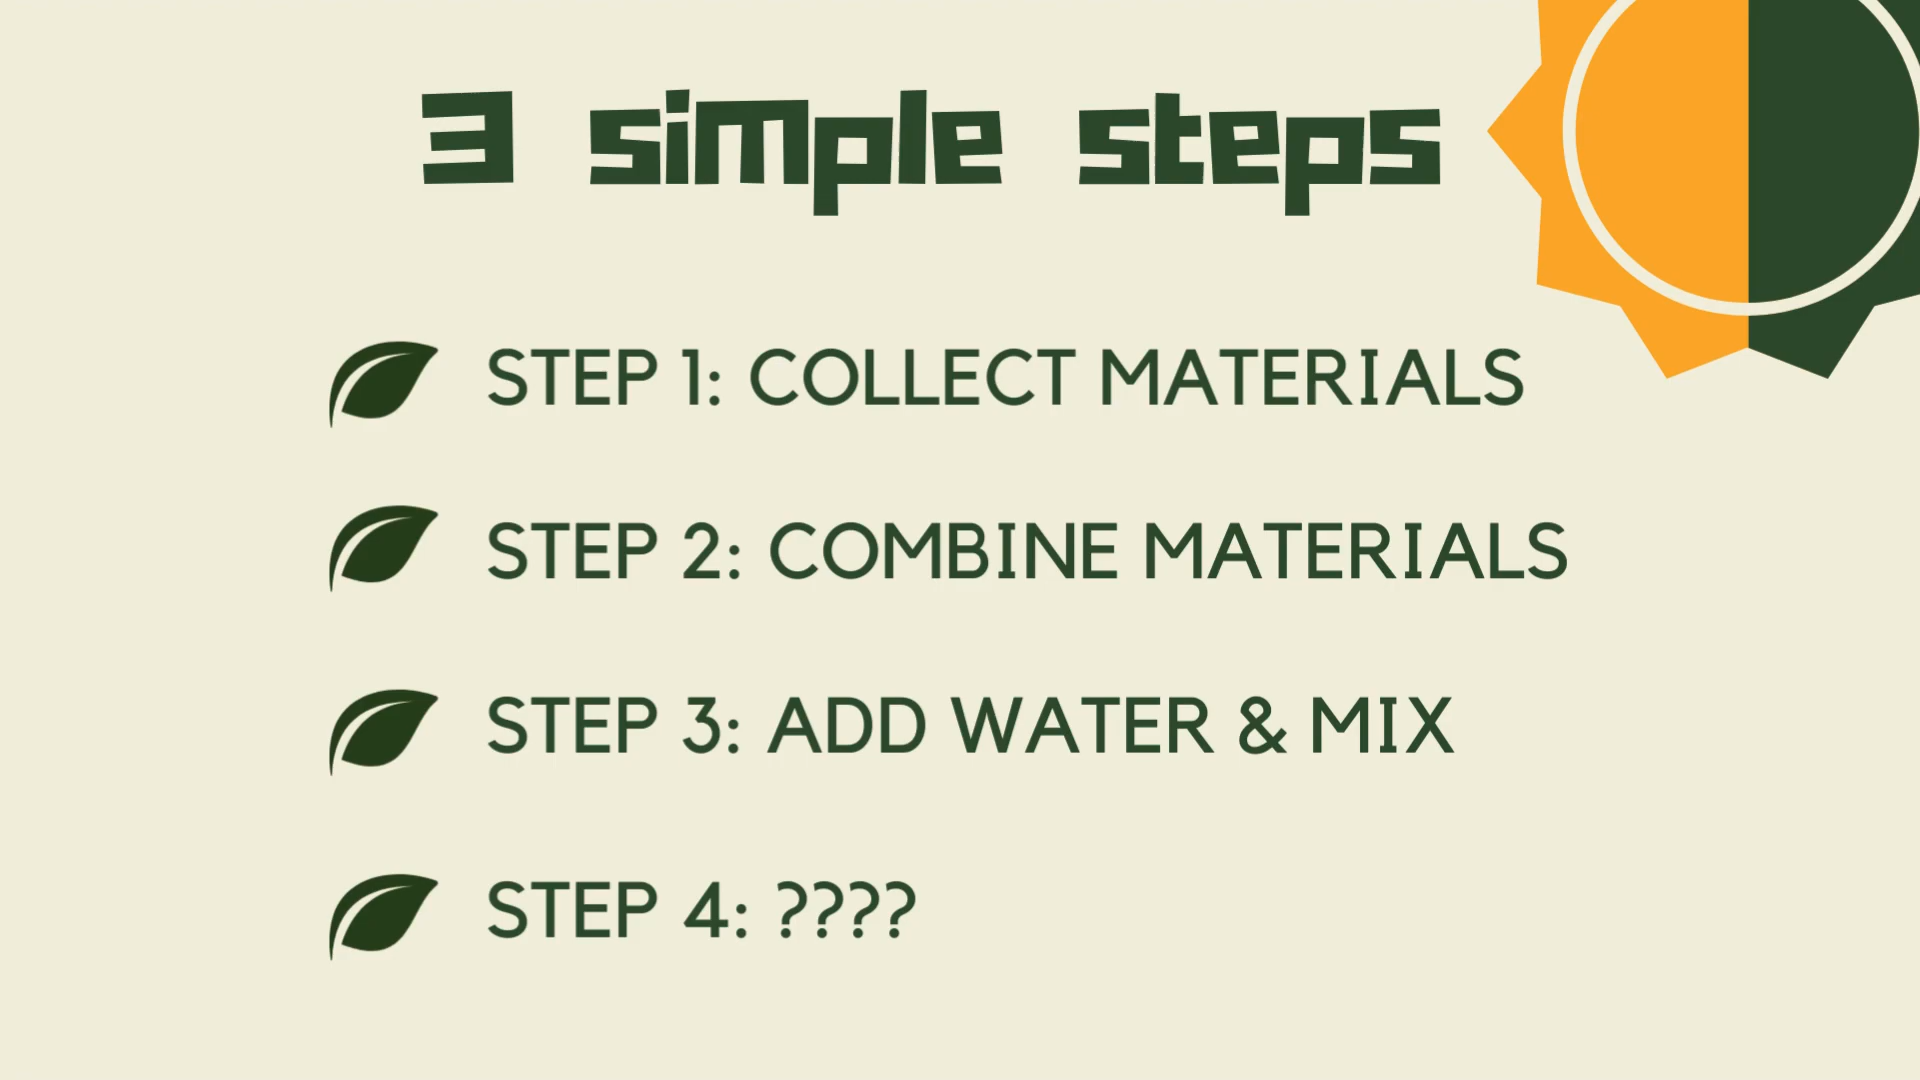 3 simple steps
STEP 1: COLLECT MATERIALS
STEP 2: COMBINE MATERIALS
STEP 3: ADD WATER & MIX
STEP 4: ????